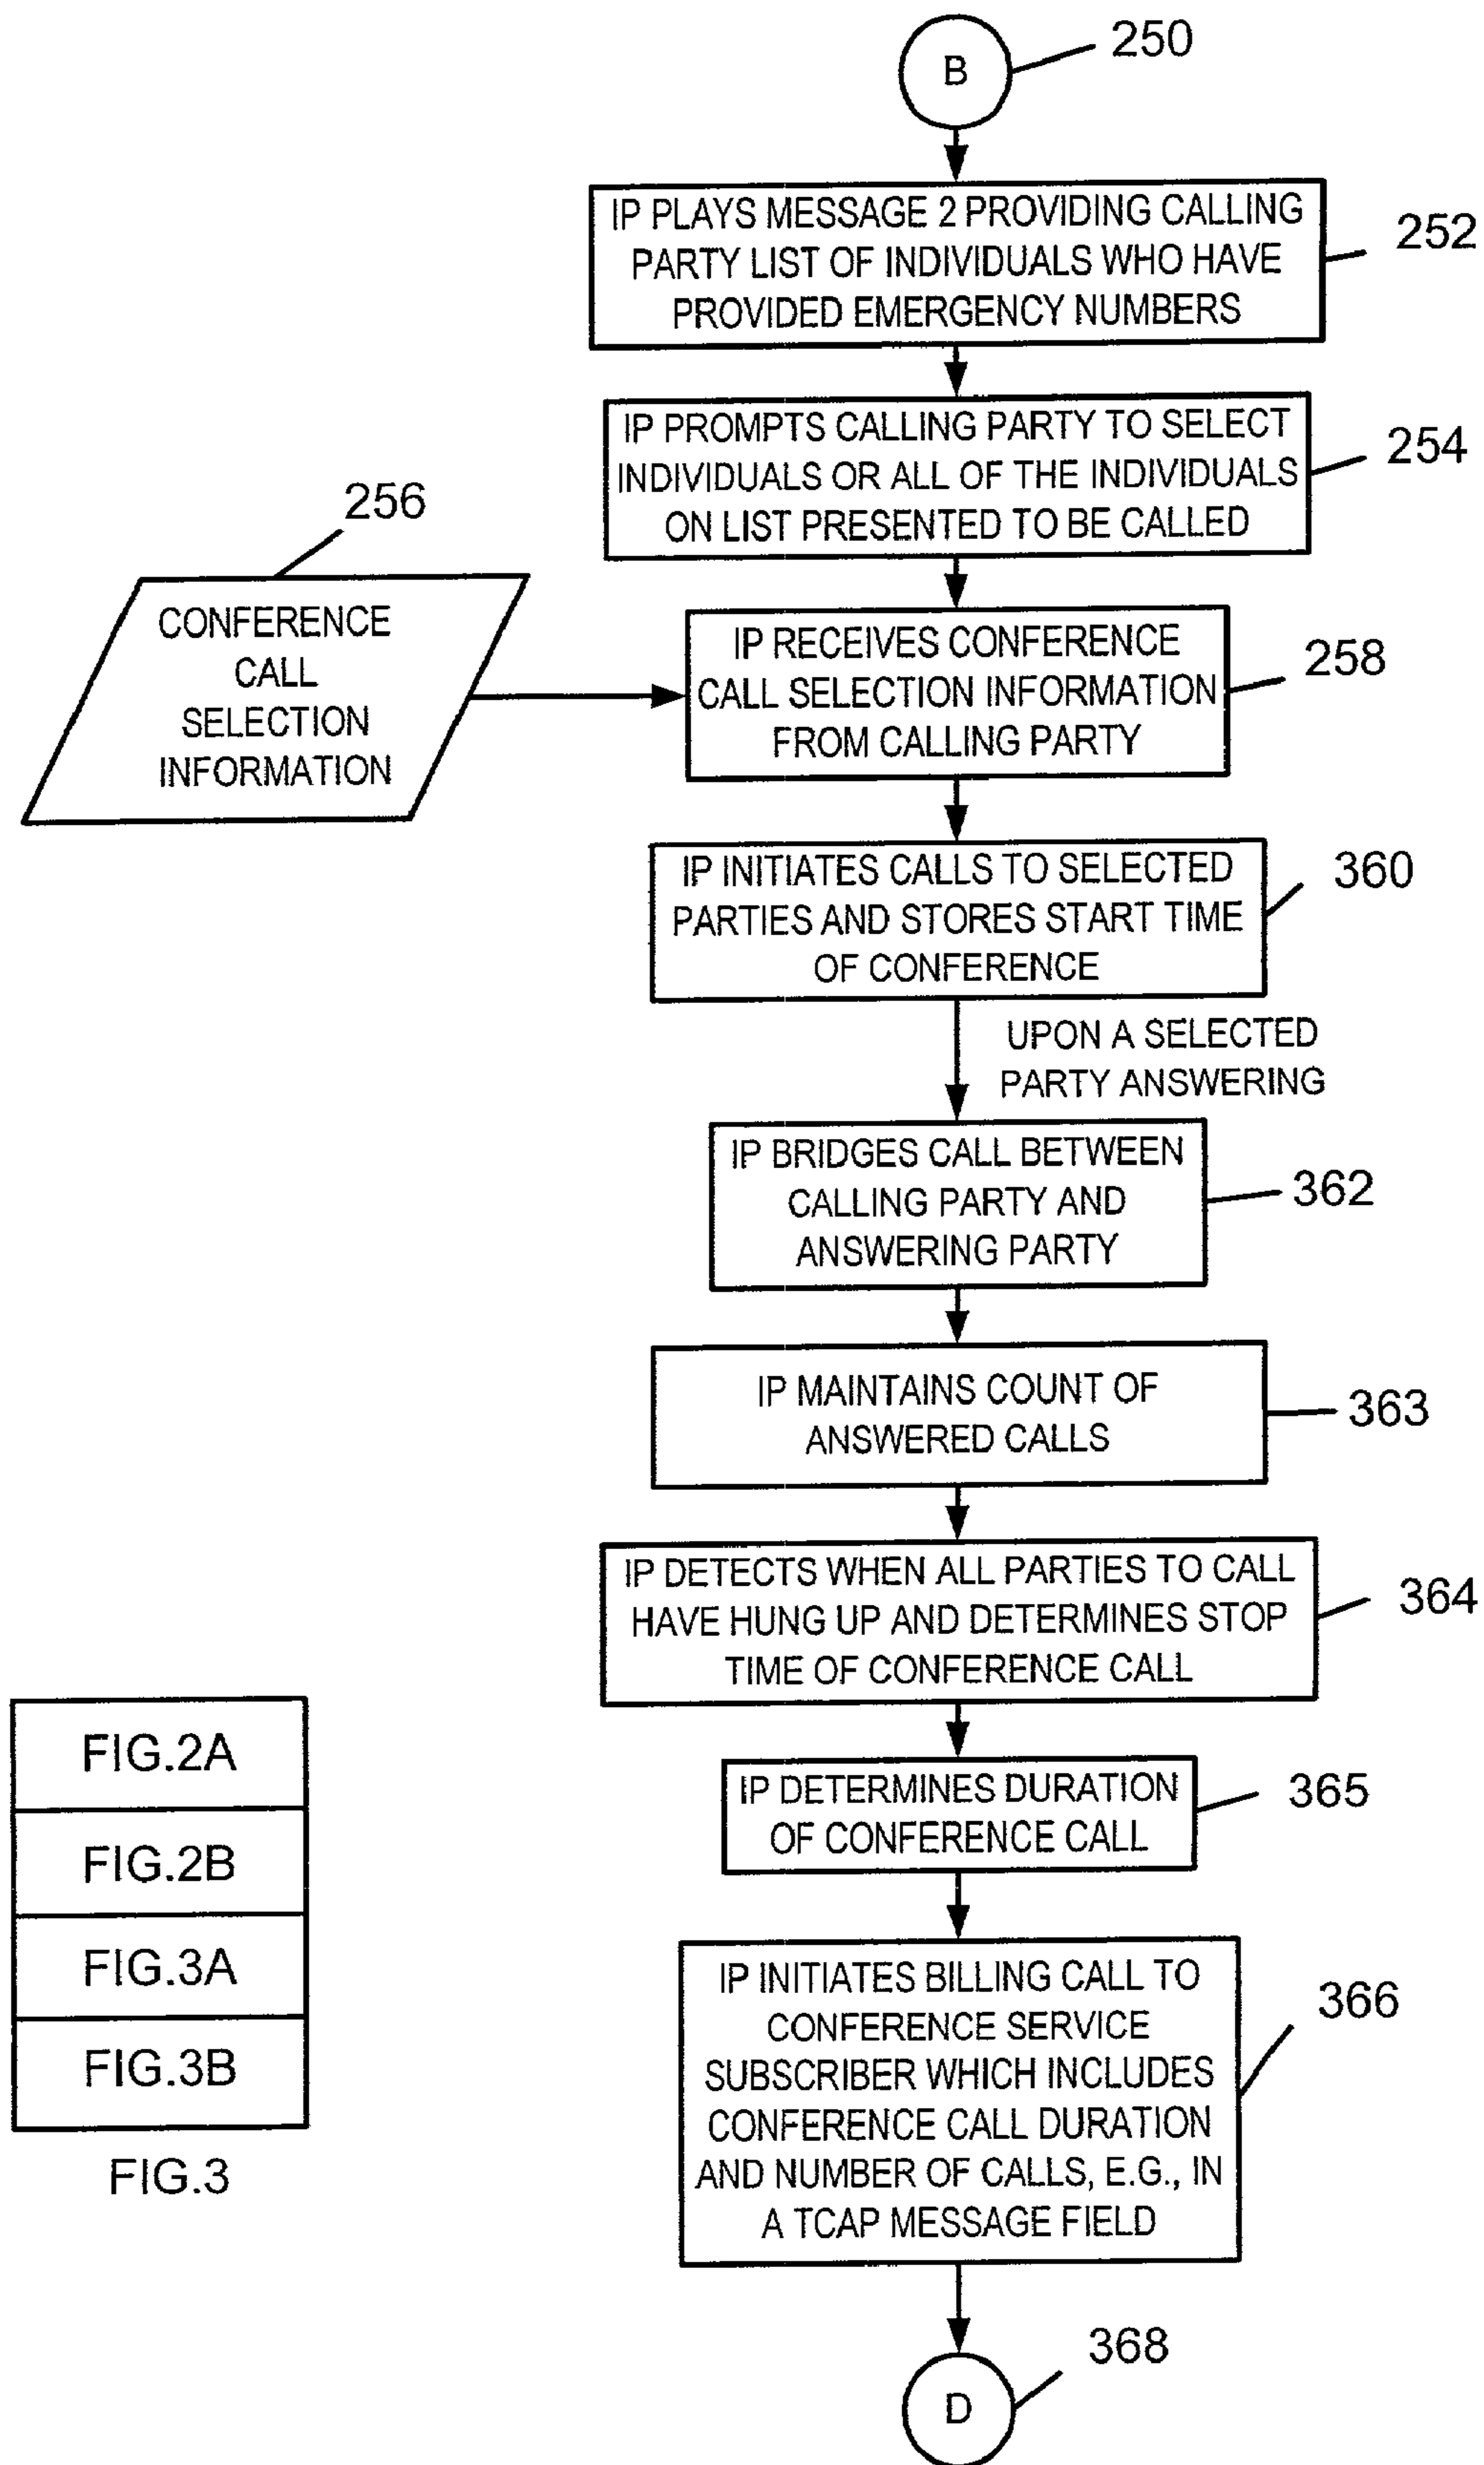 B
250
IP PLAYS MESSAGE 2 PROVIDING CALLING
PARTY LIST OF INDIVIDUALS WHO HAVE
PROVIDED EMERGENCY NUMBERS
252
IP PROMPTS CALLING PARTY TO SELECT
INDIVIDUALS OR ALL OF THE INDIVIDUALS
ON LIST PRESENTED TO BE CALLED
254
256
CONFERENCE
CALL
SELECTION
INFORMATION
IP RECEIVES CONFERENCE
CALL SELECTION INFORMATION
FROM CALLING PARTY
258
IP INITIATES CALLS TO SELECTED
PARTIES AND STORES START TIME
OF CONFERENCE
360
UPON A SELECTED
PARTY ANSWERING
IP BRIDGES CALL BETWEEN
CALLING PARTY AND
ANSWERING PARTY
362
IP MAINTAINS COUNT OF
ANSWERED CALLS
363
IP DETECTS WHEN ALL PARTIES TO CALL
HAVE HUNG UP AND DETERMINES STOP
TIME OF CONFERENCE CALL
364
IP DETERMINES DURATION
OF CONFERENCE CALL
365
IP INITIATES BILLING CALL TO
CONFERENCE SERVICE
SUBSCRIBER WHICH INCLUDES
CONFERENCE CALL DURATION
AND NUMBER OF CALLS, E.G., IN
A TCAP MESSAGE FIELD
366
D
368
FIG.2A
FIG.2B
FIG.3A
FIG.3B
FIG.3